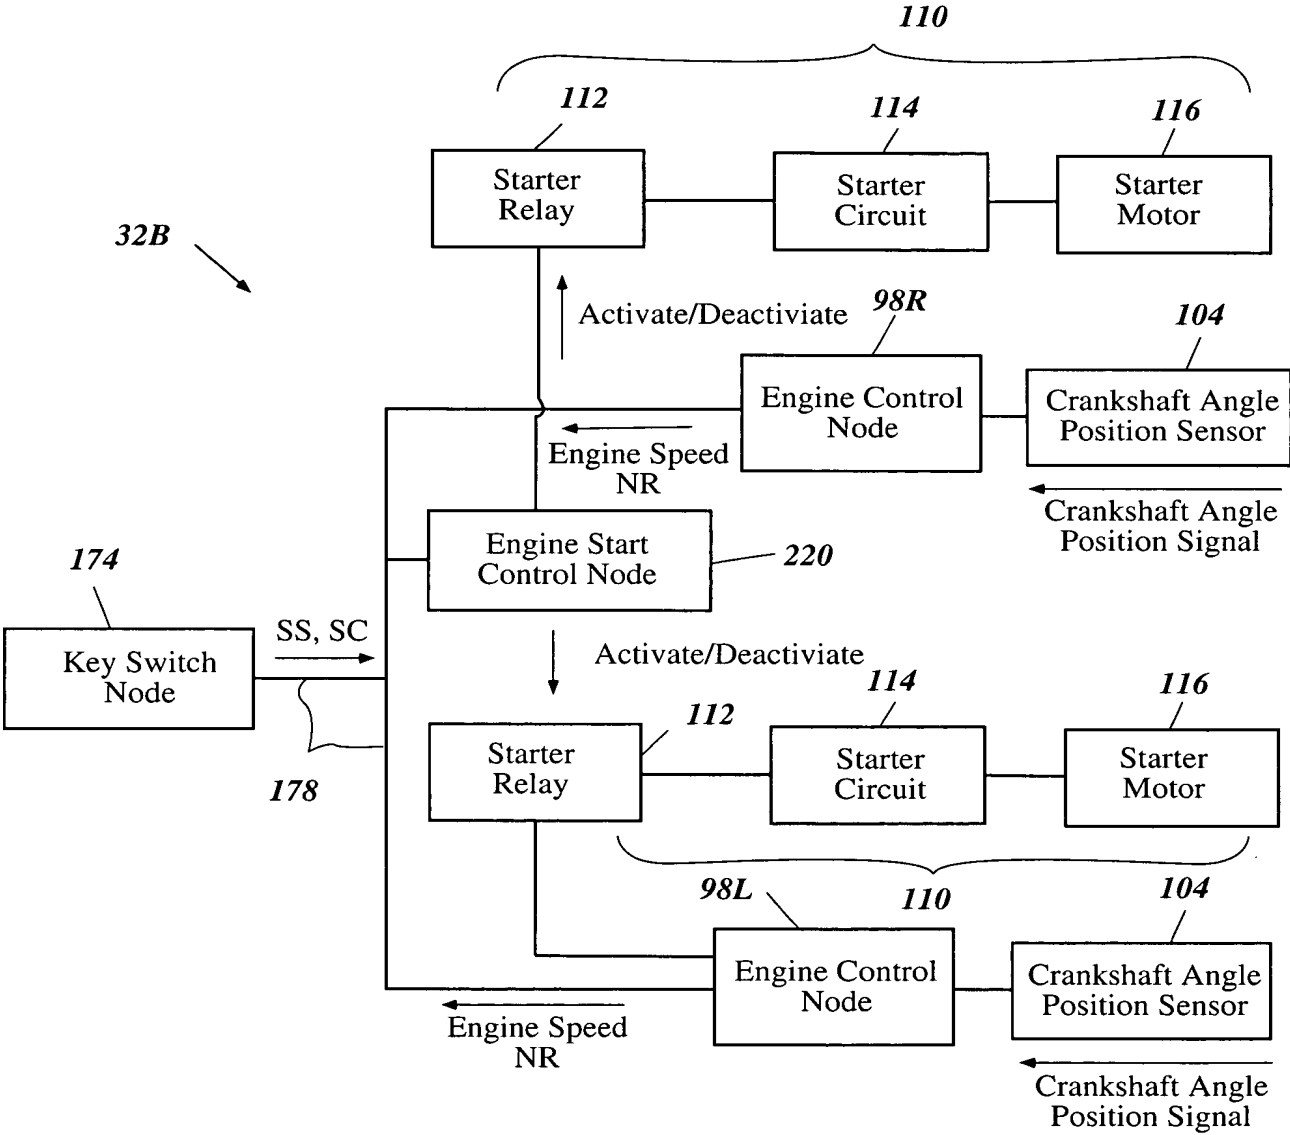 110
112
114
116
Starter
Relay
Starter
Circuit
Starter
Motor
32B
Activate/Deactiviate
98R
104
Engine Control
Node
Crankshaft Angle
Position Sensor
Engine Speed
NR
Crankshaft Angle
Position Signal
Engine Start
Control Node
220
174
Key Switch
Node
SS, SC
178
Activate/Deactiviate
112
114
116
Starter
Relay
Starter
Circuit
Starter
Motor
110
98L
104
Engine Control
Node
Crankshaft Angle
Position Sensor
Engine Speed
NR
Crankshaft Angle
Position Signal